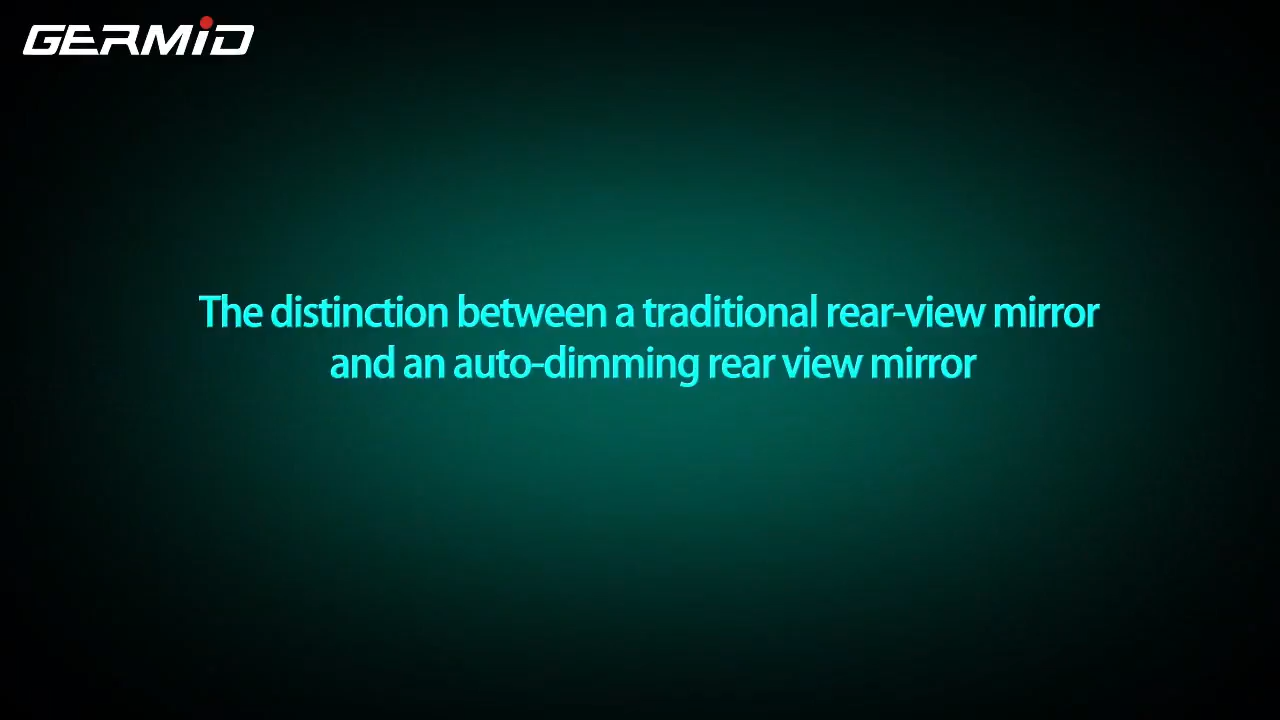 GERMiD
The distinction between a traditional rear-view mirror
and an auto-dimming rear view mirror